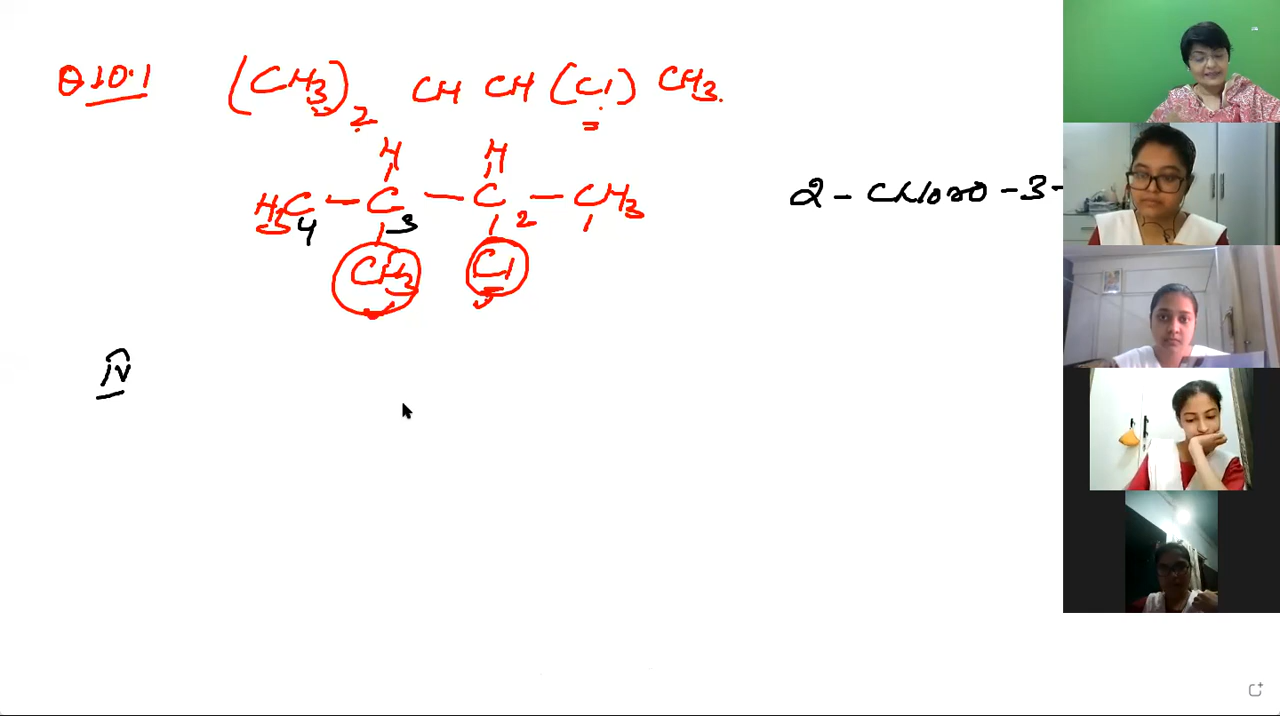 Q 10.1 (CH3)2 CH CH (Cl) CH3.
H H
H3C — C — C — CH3
4 3 2 1
CH3 Cl
2 - Chloro - 3 -
iv